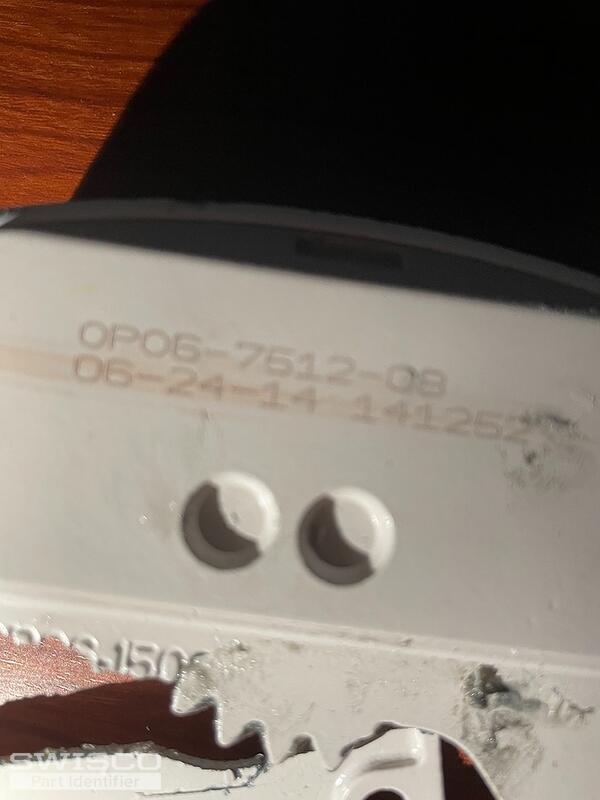 OP06-7512-08
06-24-14 141252
SWISCO
Part Identifier